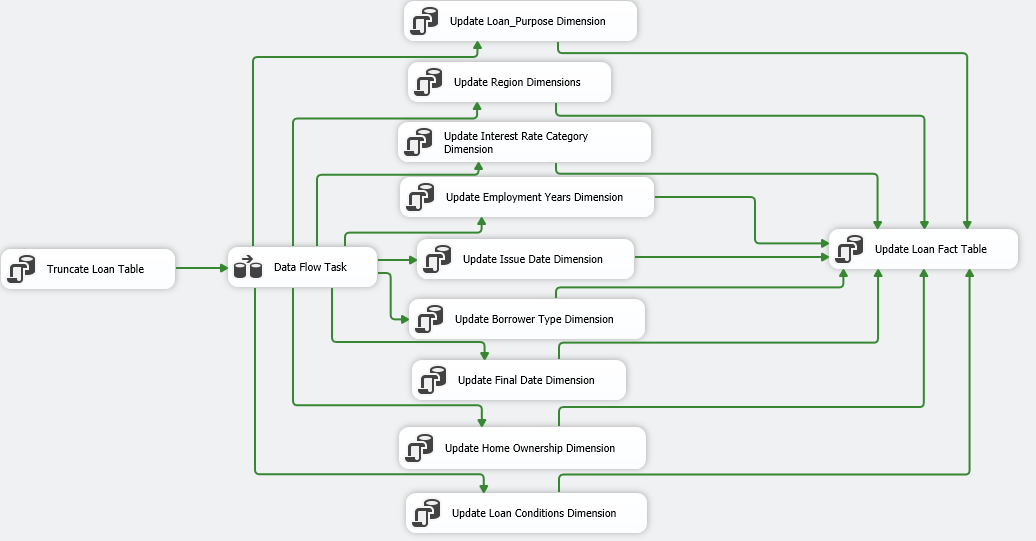 Update Loan_Purpose Dimension
Update Region Dimensions
Update Interest Rate Category
Dimension
Update Employment Years Dimension
Truncate Loan Table
Data Flow Task
Update Issue Date Dimension
Update Loan Fact Table
Update Borrower Type Dimension
Update Final Date Dimension
Update Home Ownership Dimension
Update Loan Conditions Dimension